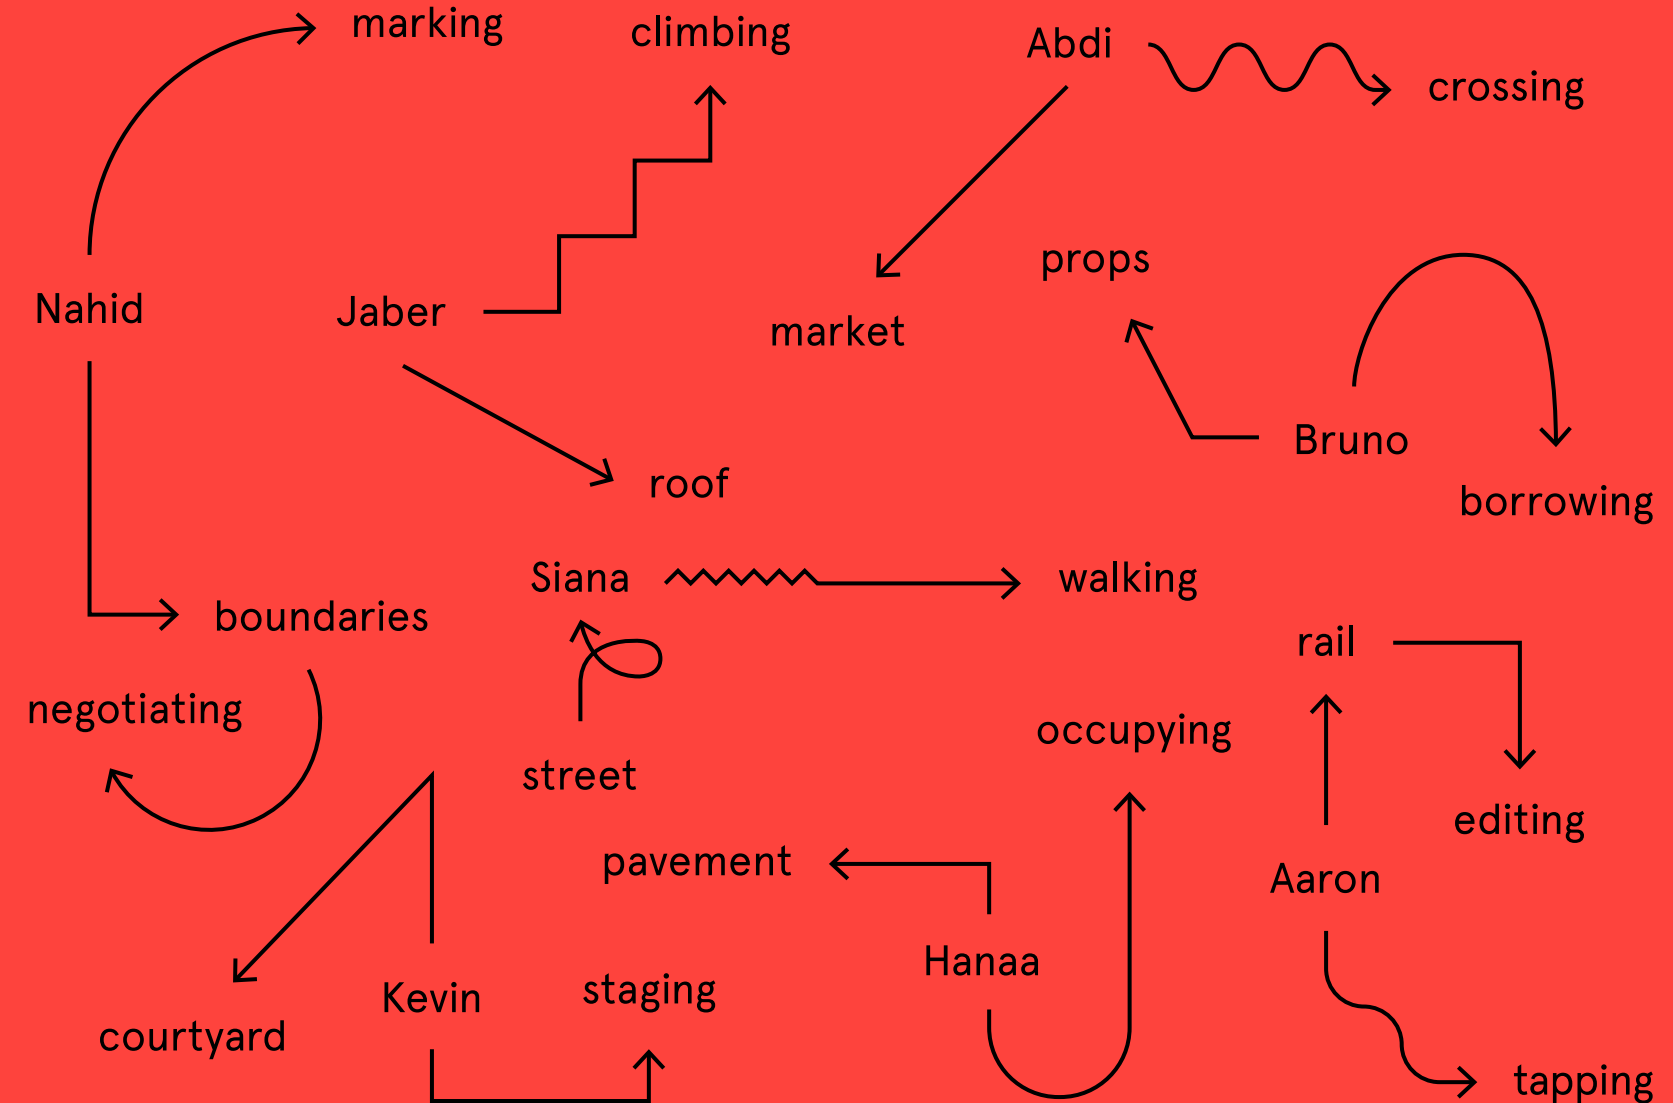 marking
climbing
Abdi
crossing
props
Nahid
Jaber
market
Bruno
roof
borrowing
Siana
walking
boundaries
rail
negotiating
occupying
street
editing
pavement
Aaron
Hanaa
Kevin
staging
courtyard
tapping